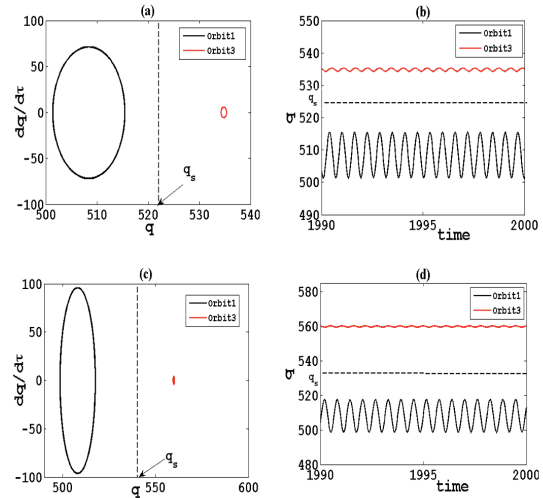 (a)
100
50
0
-50
-100
dq/dτ
500
510
520
530
540
q
Orbit1
Orbit3
q_s
(b)
550
540
530
520
510
500
490
q
q_s
1990
1995
2000
time
Orbit1
Orbit3
(c)
100
50
0
-50
-100
dq/dτ
500
550
600
q
Orbit1
Orbit3
q_s
(d)
580
560
540
520
500
480
q
q_s
1990
1995
2000
time
Orbit1
Orbit3